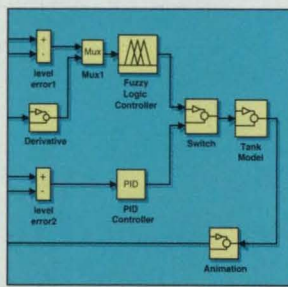 +
-
level
error1
Mux
Mux1
Fuzzy
Logic
Controller
Derivative
Switch
Tank
Model
+
-
level
error2
PID
PID
Controller
Animation